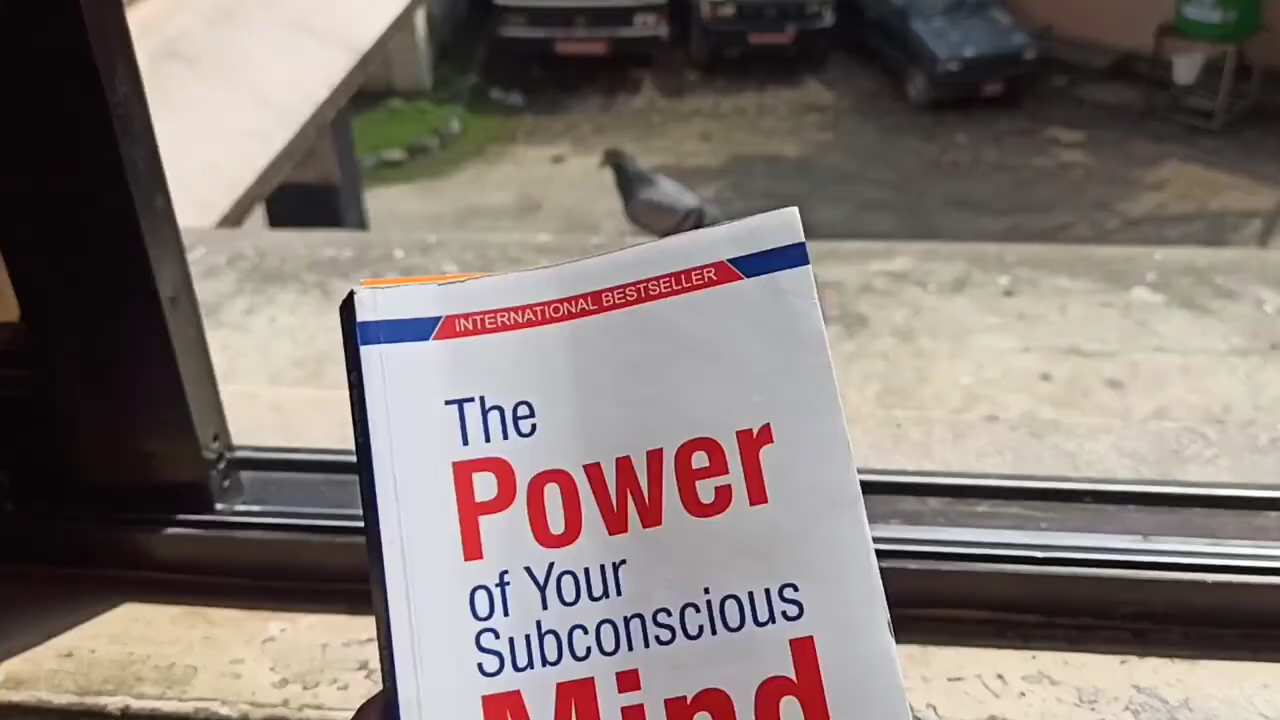 INTERNATIONAL BESTSELLER
The
Power
of Your
Subconscious
Mind